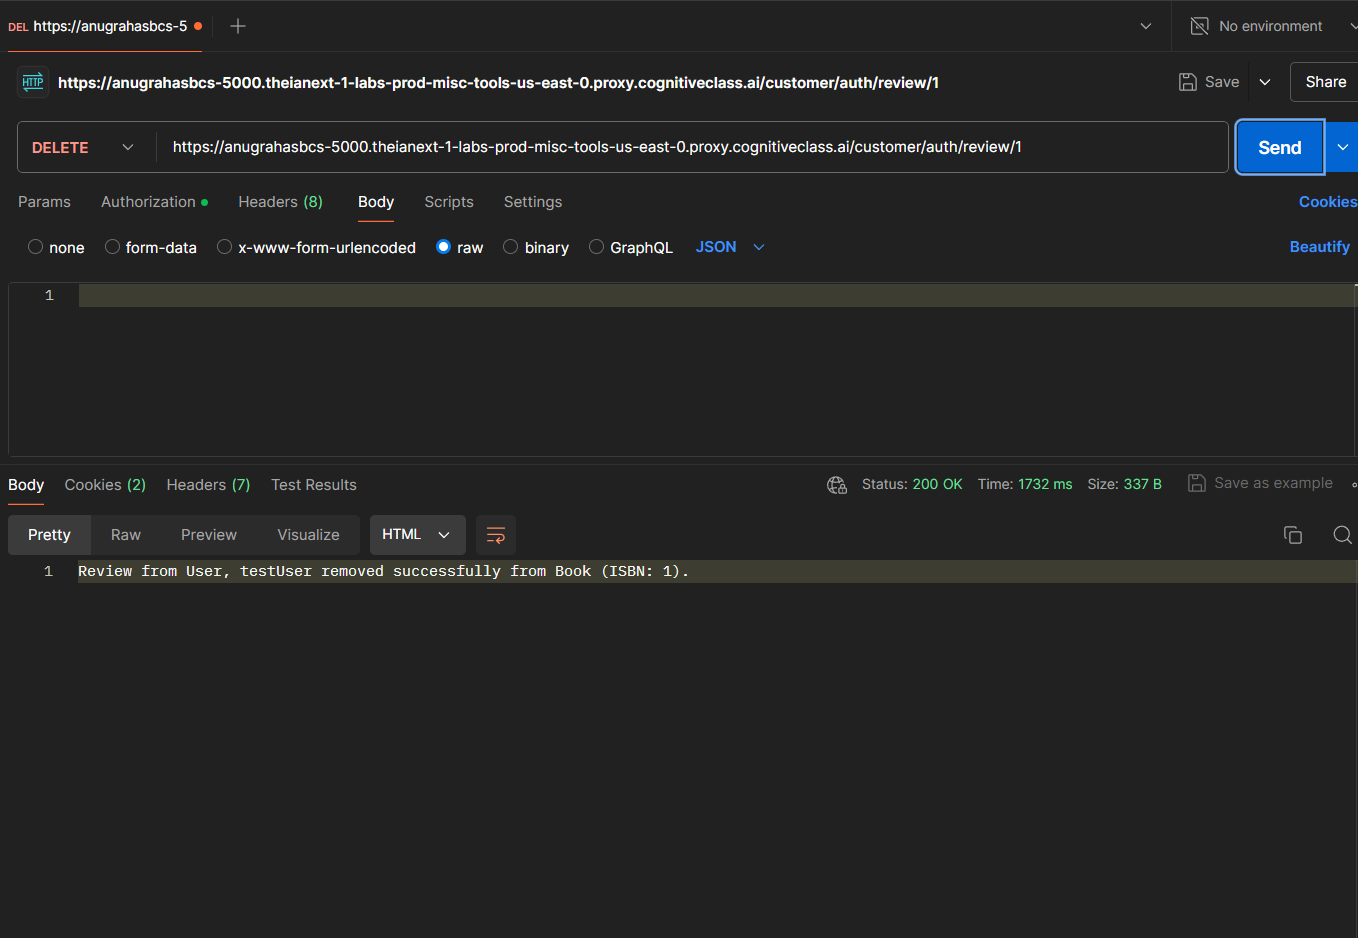 DEL https://anugrahasbcs-5
No environment
HTTP https://anugrahasbcs-5000.theianext-1-labs-prod-misc-tools-us-east-0.proxy.cognitiveclass.ai/customer/auth/review/1
Save Share
DELETE https://anugrahasbcs-5000.theianext-1-labs-prod-misc-tools-us-east-0.proxy.cognitiveclass.ai/customer/auth/review/1 Send
Params Authorization Headers (8) Body Scripts Settings Cookies
none form-data x-www-form-urlencoded raw binary GraphQL JSON Beautify
1
Body Cookies (2) Headers (7) Test Results Status: 200 OK Time: 1732 ms Size: 337 B Save as example
Pretty Raw Preview Visualize HTML
1 Review from User, testUser removed successfully from Book (ISBN: 1).